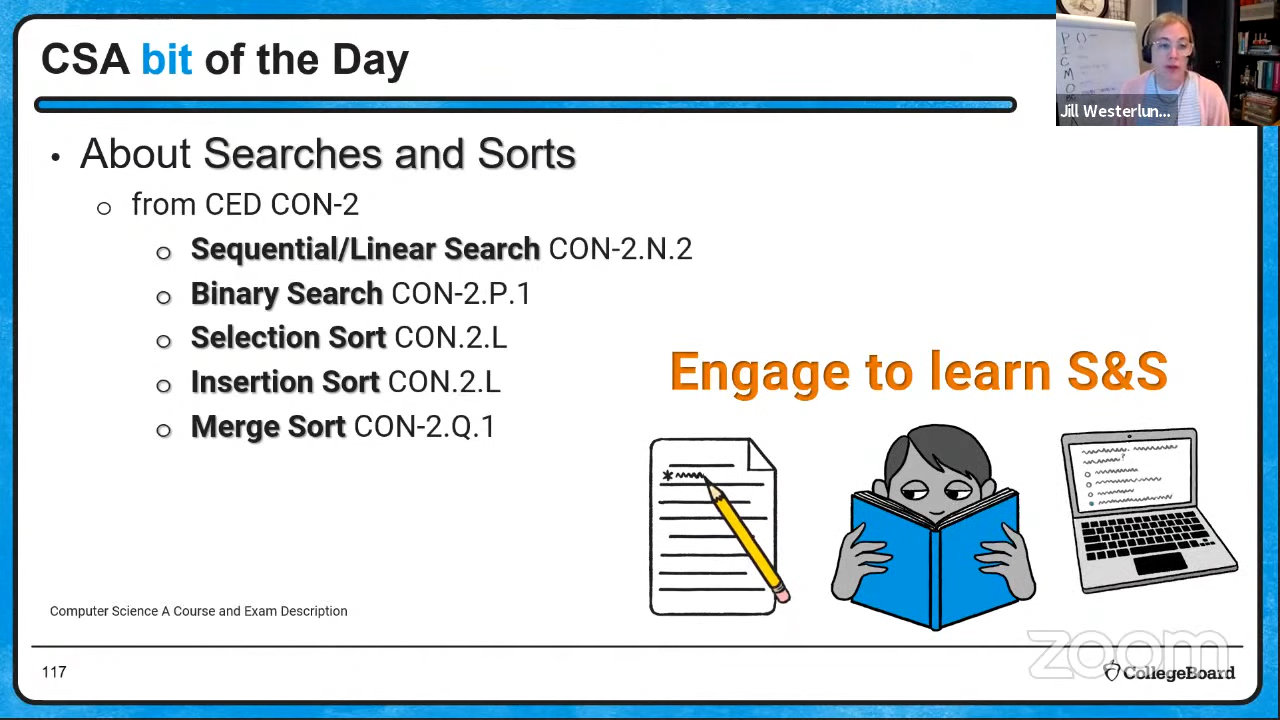 CSA bit of the Day
Jill Westerlun...
• About Searches and Sorts
o from CED CON-2
o Sequential/Linear Search CON-2.N.2
o Binary Search CON-2.P.1
o Selection Sort CON.2.L
o Insertion Sort CON.2.L
o Merge Sort CON-2.Q.1
Engage to learn S&S
Computer Science A Course and Exam Description
117
zoom
CollegeBoard